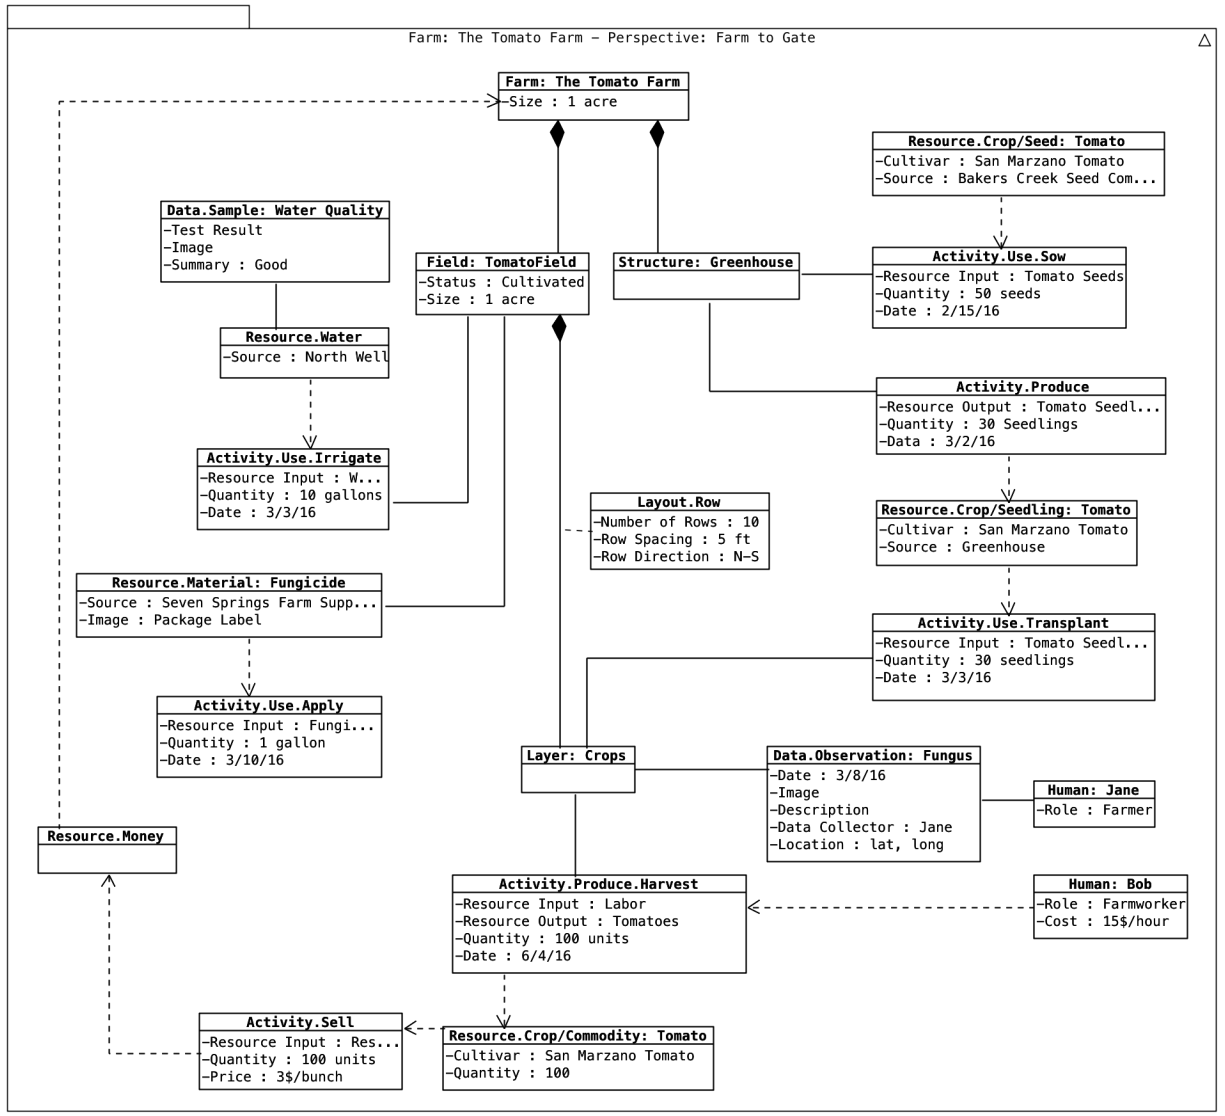 Farm: The Tomato Farm – Perspective: Farm to Gate
Farm: The Tomato Farm
–Size : 1 acre
Resource.Crop/Seed: Tomato
–Cultivar : San Marzano Tomato
–Source : Bakers Creek Seed Com...
Data.Sample: Water Quality
–Test Result
–Image
–Summary : Good
Field: TomatoField
–Status : Cultivated
–Size : 1 acre
Structure: Greenhouse
Activity.Use.Sow
–Resource Input : Tomato Seeds
–Quantity : 50 seeds
–Date : 2/15/16
Resource.Water
–Source : North Well
Activity.Produce
–Resource Output : Tomato Seedl...
–Quantity : 30 Seedlings
–Data : 3/2/16
Activity.Use.Irrigate
–Resource Input : W...
–Quantity : 10 gallons
–Date : 3/3/16
Layout.Row
–Number of Rows : 10
–Row Spacing : 5 ft
–Row Direction : N–S
Resource.Crop/Seedling: Tomato
–Cultivar : San Marzano Tomato
–Source : Greenhouse
Resource.Material: Fungicide
–Source : Seven Springs Farm Supp...
–Image : Package Label
Activity.Use.Transplant
–Resource Input : Tomato Seedl...
–Quantity : 30 seedlings
–Date : 3/3/16
Activity.Use.Apply
–Resource Input : Fungi...
–Quantity : 1 gallon
–Date : 3/10/16
Layer: Crops
Data.Observation: Fungus
–Date : 3/8/16
–Image
–Description
–Data Collector : Jane
–Location : lat, long
Human: Jane
–Role : Farmer
Resource.Money
Activity.Produce.Harvest
–Resource Input : Labor
–Resource Output : Tomatoes
–Quantity : 100 units
–Date : 6/4/16
Human: Bob
–Role : Farmworker
–Cost : 15$/hour
Activity.Sell
–Resource Input : Res...
–Quantity : 100 units
–Price : 3$/bunch
Resource.Crop/Commodity: Tomato
–Cultivar : San Marzano Tomato
–Quantity : 100